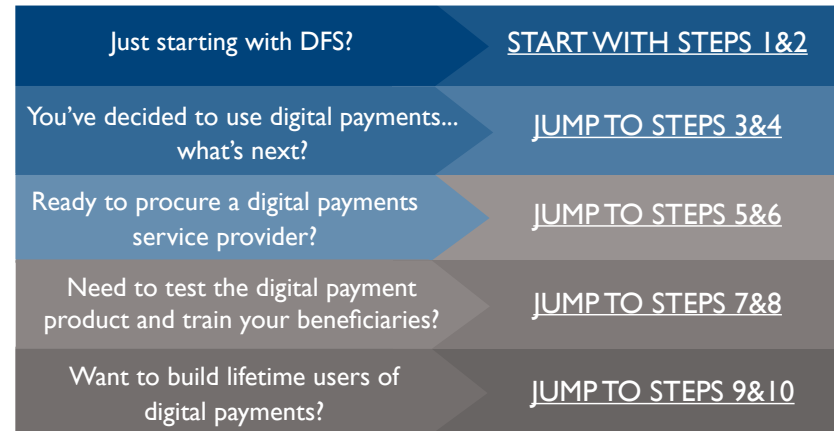 Just starting with DFS?
START WITH STEPS 1&2
You've decided to use digital payments...
what's next?
JUMP TO STEPS 3&4
Ready to procure a digital payments
service provider?
JUMP TO STEPS 5&6
Need to test the digital payment
product and train your beneficiaries?
JUMP TO STEPS 7&8
Want to build lifetime users of
digital payments?
JUMP TO STEPS 9&10